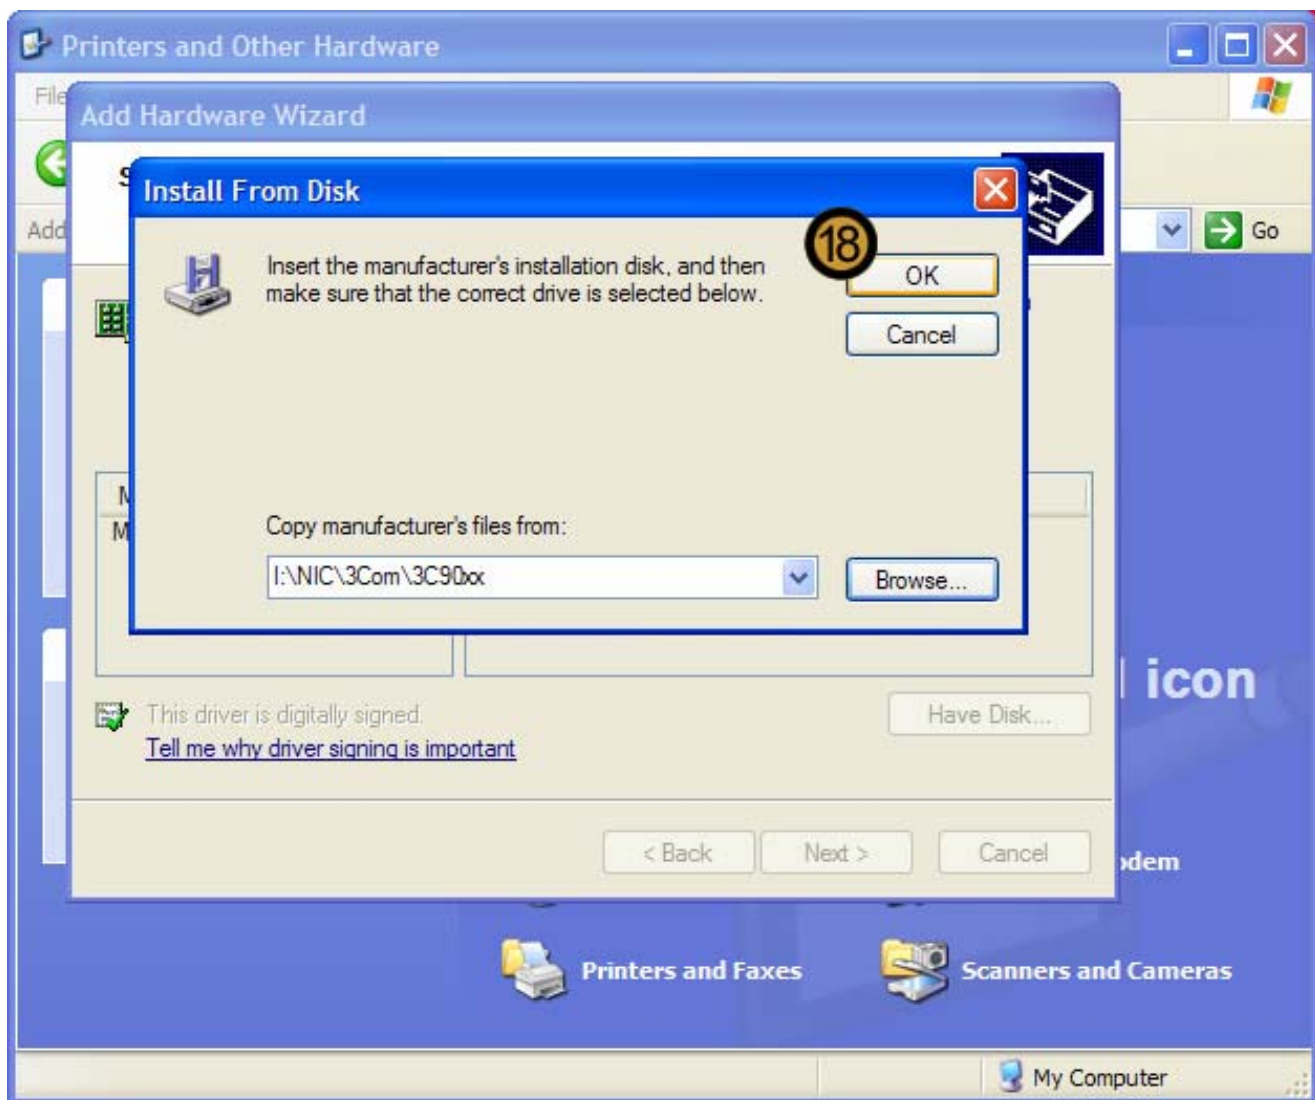 Printers and Other Hardware
File
Add Hardware Wizard
S
Install From Disk
Add
Go
18
Insert the manufacturer's installation disk, and then
make sure that the correct drive is selected below.
OK
Cancel
M
M
Copy manufacturer's files from:
I:\NIC\3Com\3C90xx
Browse...
icon
This driver is digitally signed.
Have Disk...
Tell me why driver signing is important
< Back
Next >
Cancel
odem
Printers and Faxes
Scanners and Cameras
My Computer